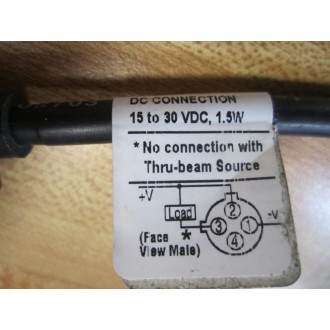 DC CONNECTION
15 to 30 VDC, 1.5W
* No connection with
Thru-beam Source
+V
Load
2
3
1
4
-V
*
(Face
View Male)